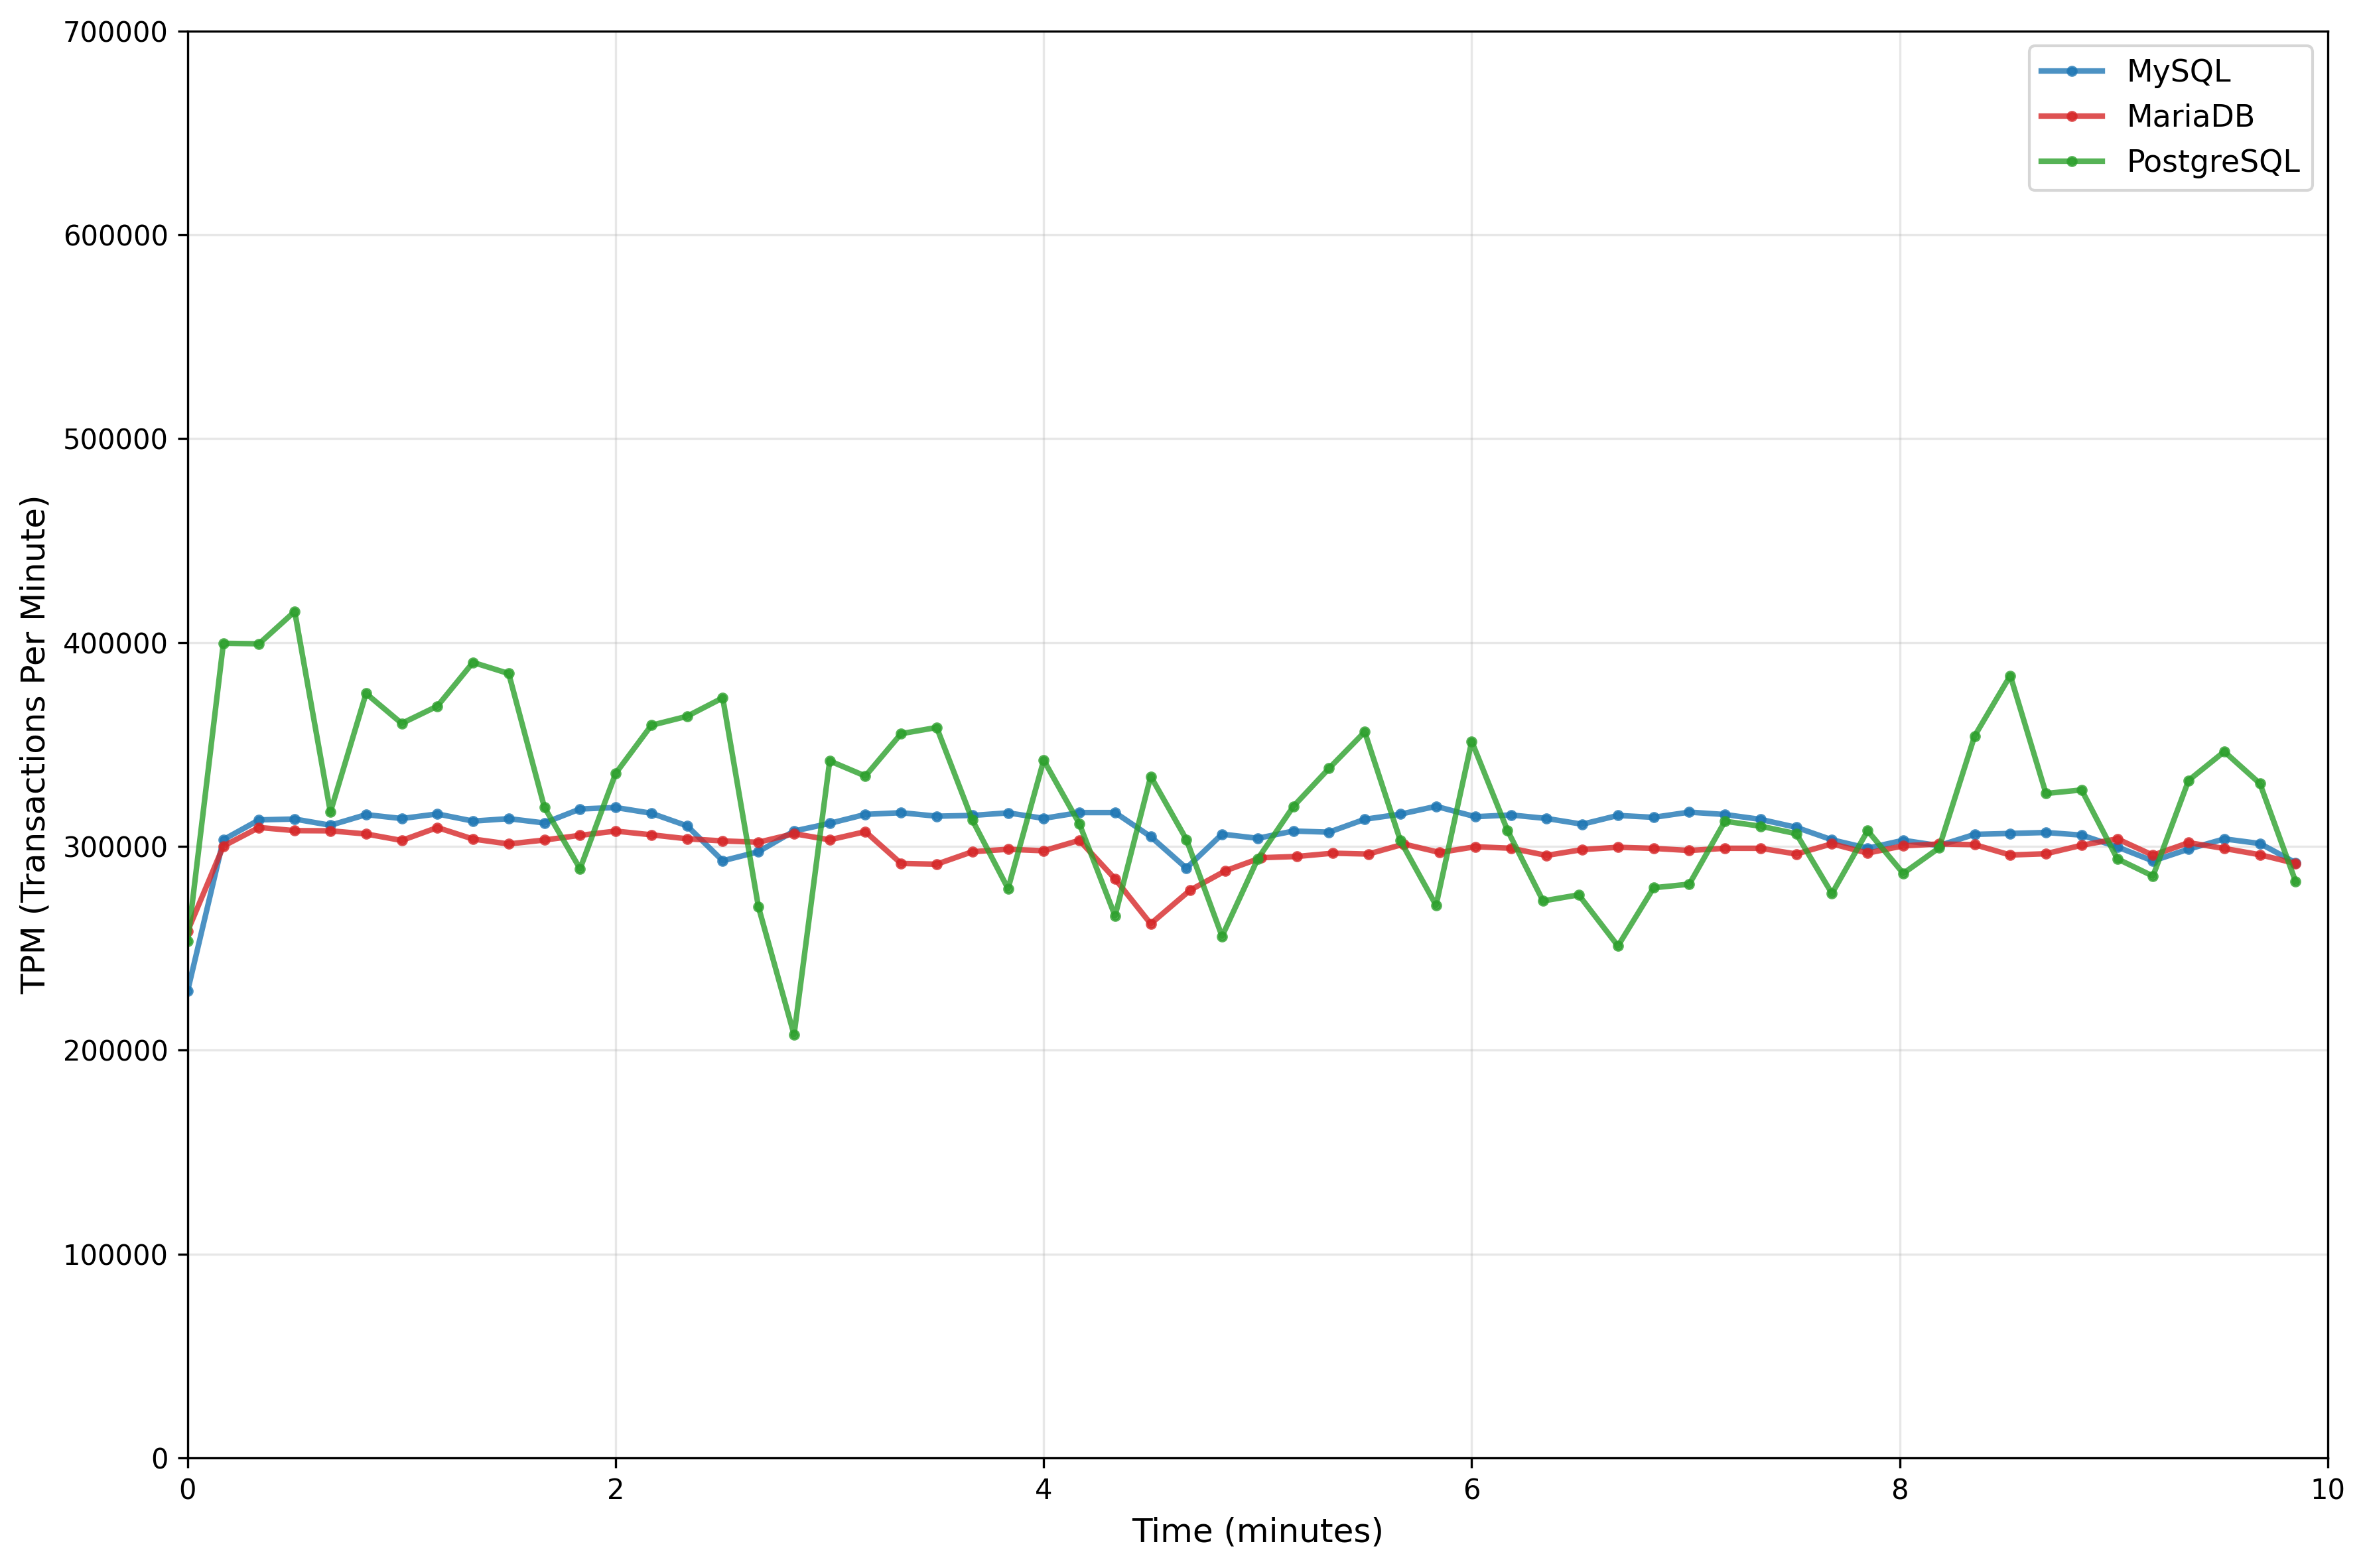 700000
600000
500000
400000
300000
200000
100000
0
TPM (Transactions Per Minute)
MySQL
MariaDB
PostgreSQL
0 2 4 6 8 10
Time (minutes)